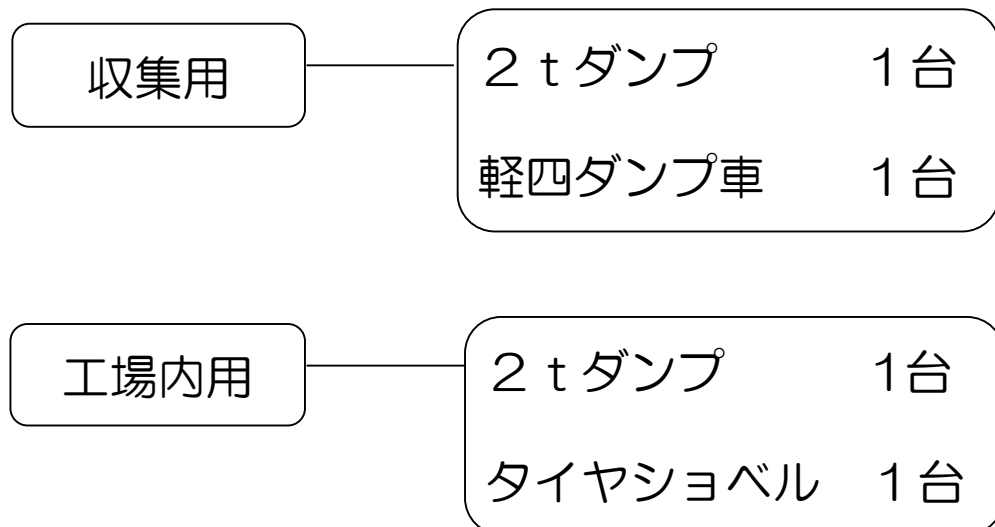 収集用
２ｔダンプ　１台
軽四ダンプ車　１台
工場内用
２ｔダンプ　１台
タイヤショベル　１台